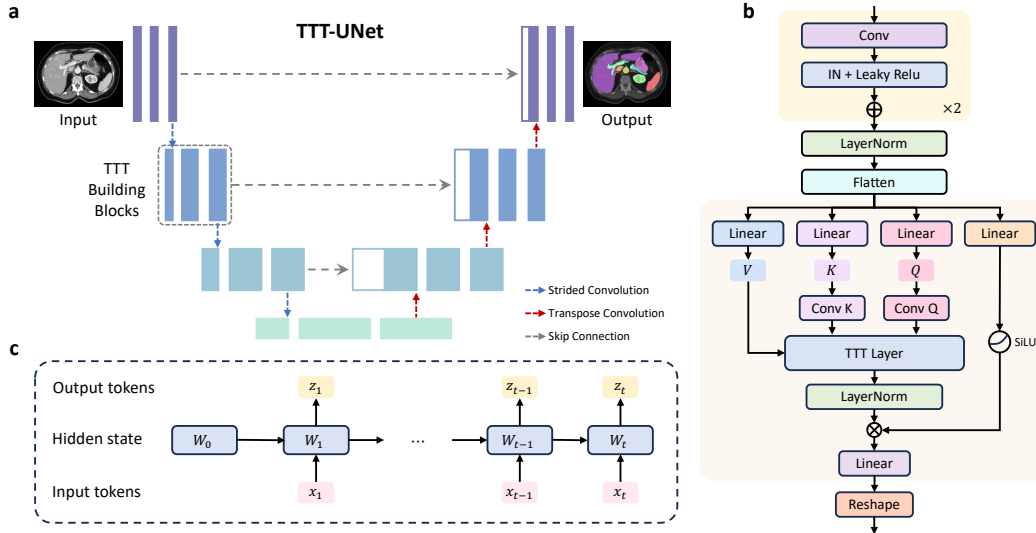 a
TTT-UNet
Input
Output
TTT
Building
Blocks
Strided Convolution
Transpose Convolution
Skip Connection
b
Conv
IN + Leaky Relu
×2
LayerNorm
Flatten
Linear Linear Linear Linear
V K Q
Conv K Conv Q
SiLU
TTT Layer
LayerNorm
Linear
Reshape
c
Output tokens z₁ zₜ₋₁ zₜ
Hidden state W₀ W₁ ... Wₜ₋₁ Wₜ
Input tokens x₁ xₜ₋₁ xₜ